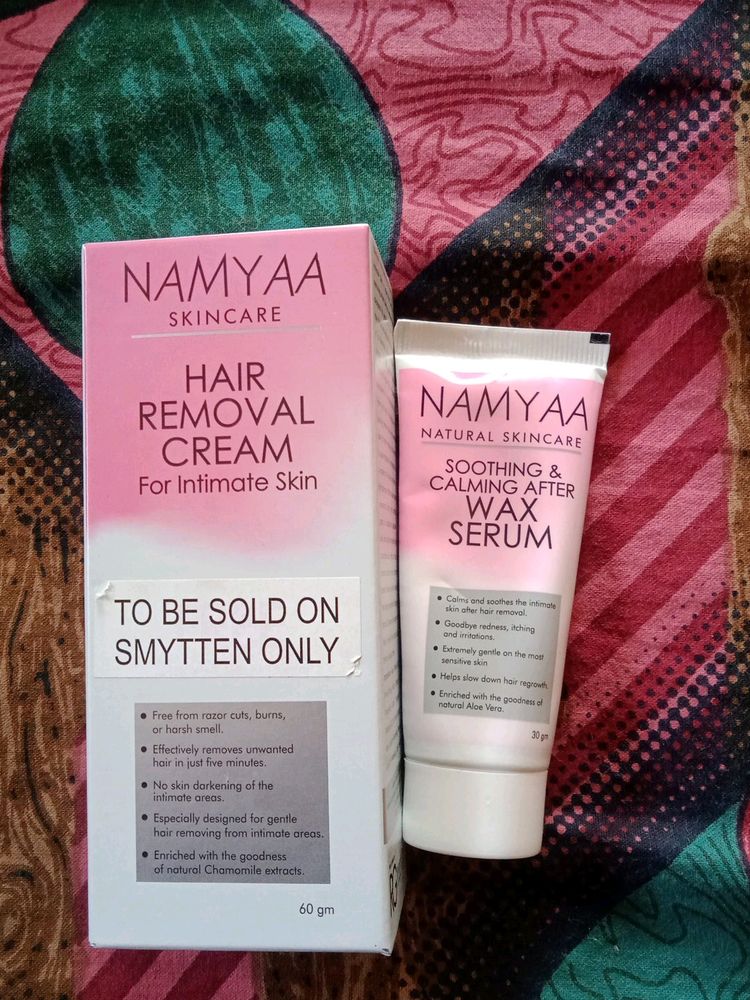 NAMYAA
SKINCARE
HAIR
REMOVAL
CREAM
For Intimate Skin
TO BE SOLD ON
SMYTTEN ONLY
• Free from razor cuts, burns,
or harsh smell.
• Effectively removes unwanted
hair in just five minutes.
• No skin darkening of the
intimate areas.
• Especially designed for gentle
hair removing from intimate areas.
• Enriched with the goodness
of natural Chamomile extracts.
60 gm
NAMYAA
NATURAL SKINCARE
SOOTHING &
CALMING AFTER
WAX
SERUM
• Calms and soothes the intimate
skin after hair removal.
• Goodbye redness, itching
and irritations.
• Extremely gentle on the most
sensitive skin
• Helps slow down hair regrowth.
• Enriched with the goodness of
natural Aloe Vera.
30 gm